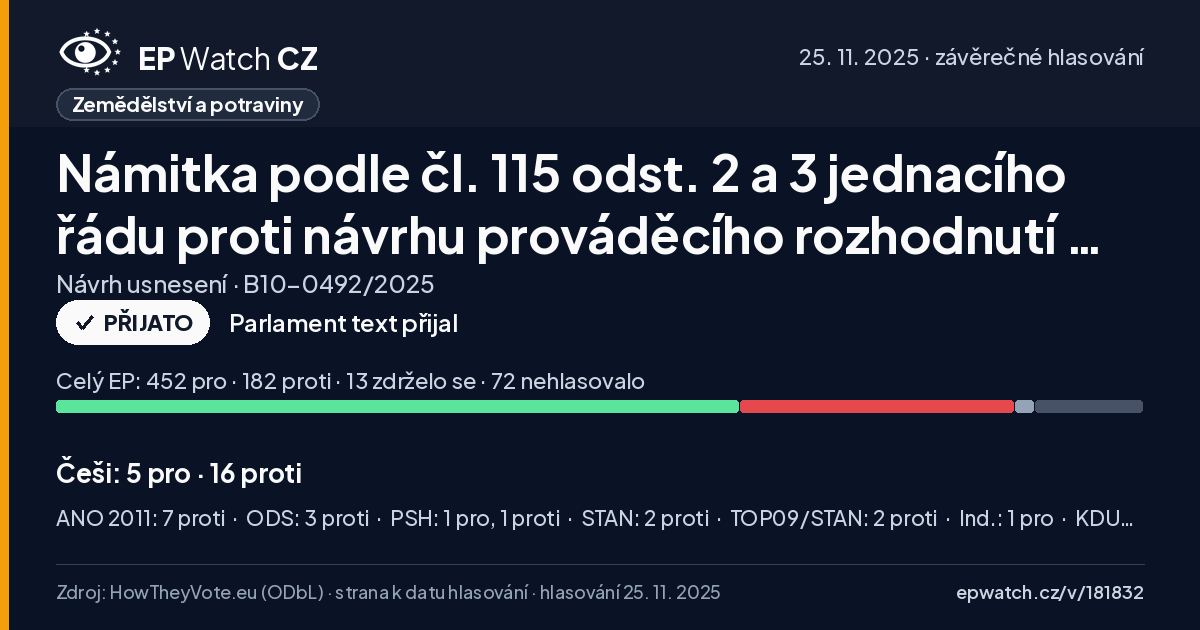 EP Watch CZ
25. 11. 2025 · závěrečné hlasování
Zemědělství a potraviny
Námitka podle čl. 115 odst. 2 a 3 jednacího
řádu proti návrhu prováděcího rozhodnutí …
Návrh usnesení · B10–0492/2025
✓ PŘIJATO Parlament text přijal
Celý EP: 452 pro · 182 proti · 13 zdrželo se · 72 nehlasovalo
Češi: 5 pro · 16 proti
ANO 2011: 7 proti · ODS: 3 proti · PSH: 1 pro, 1 proti · STAN: 2 proti · TOP09/STAN: 2 proti · Ind.: 1 pro · KDU…
Zdroj: HowTheyVote.eu (ODbL) · strana k datu hlasování · hlasování 25. 11. 2025
epwatch.cz/v/181832